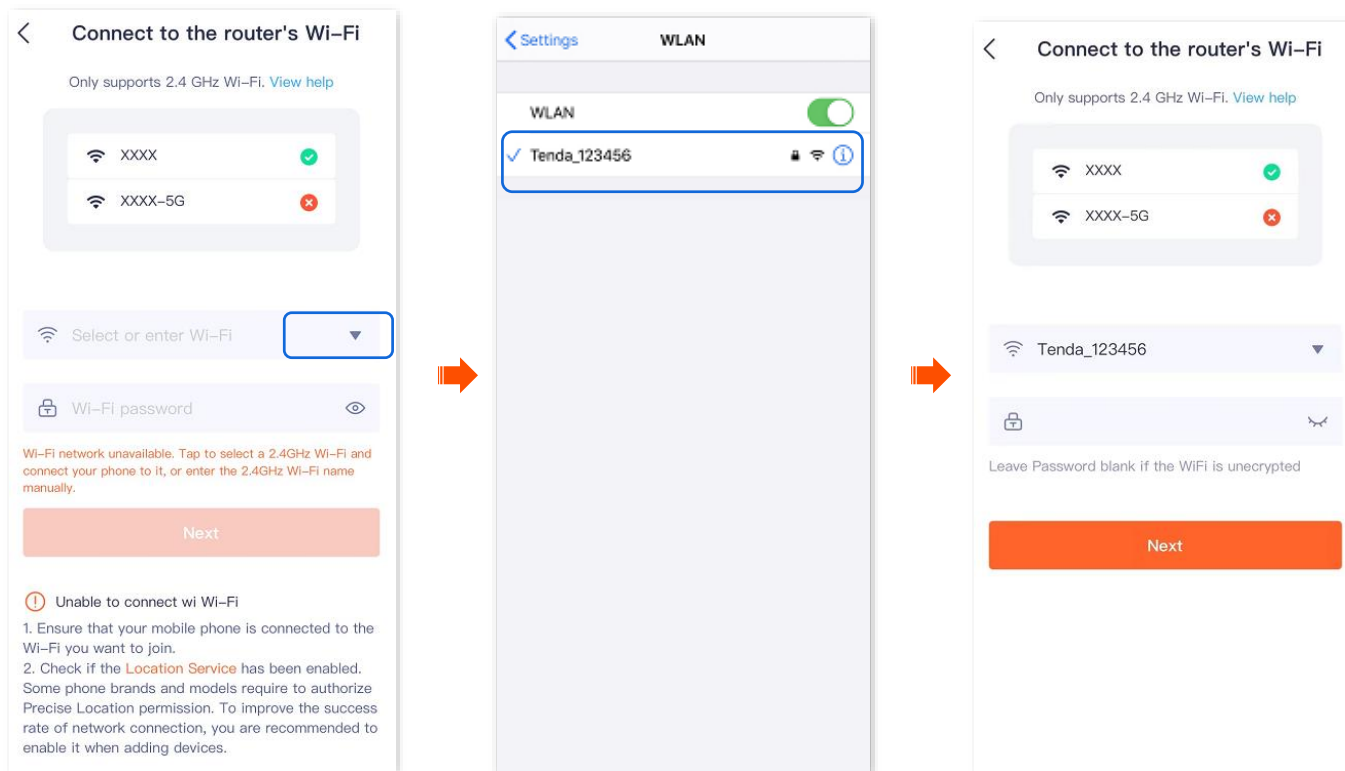 Connect to the router's Wi-Fi
Only supports 2.4 GHz Wi-Fi. View help
XXXX
XXXX-5G
Select or enter Wi-Fi
Wi-Fi password
Wi-Fi network unavailable. Tap to select a 2.4GHz Wi-Fi and
connect your phone to it, or enter the 2.4GHz Wi-Fi name
manually.
Next
Unable to connect wi Wi-Fi
1. Ensure that your mobile phone is connected to the
Wi-Fi you want to join.
2. Check if the Location Service has been enabled.
Some phone brands and models require to authorize
Precise Location permission. To improve the success
rate of network connection, you are recommended to
enable it when adding devices.
Settings
WLAN
WLAN
Tenda_123456
Connect to the router's Wi-Fi
Only supports 2.4 GHz Wi-Fi. View help
XXXX
XXXX-5G
Tenda_123456
Leave Password blank if the WiFi is unecrypted
Next